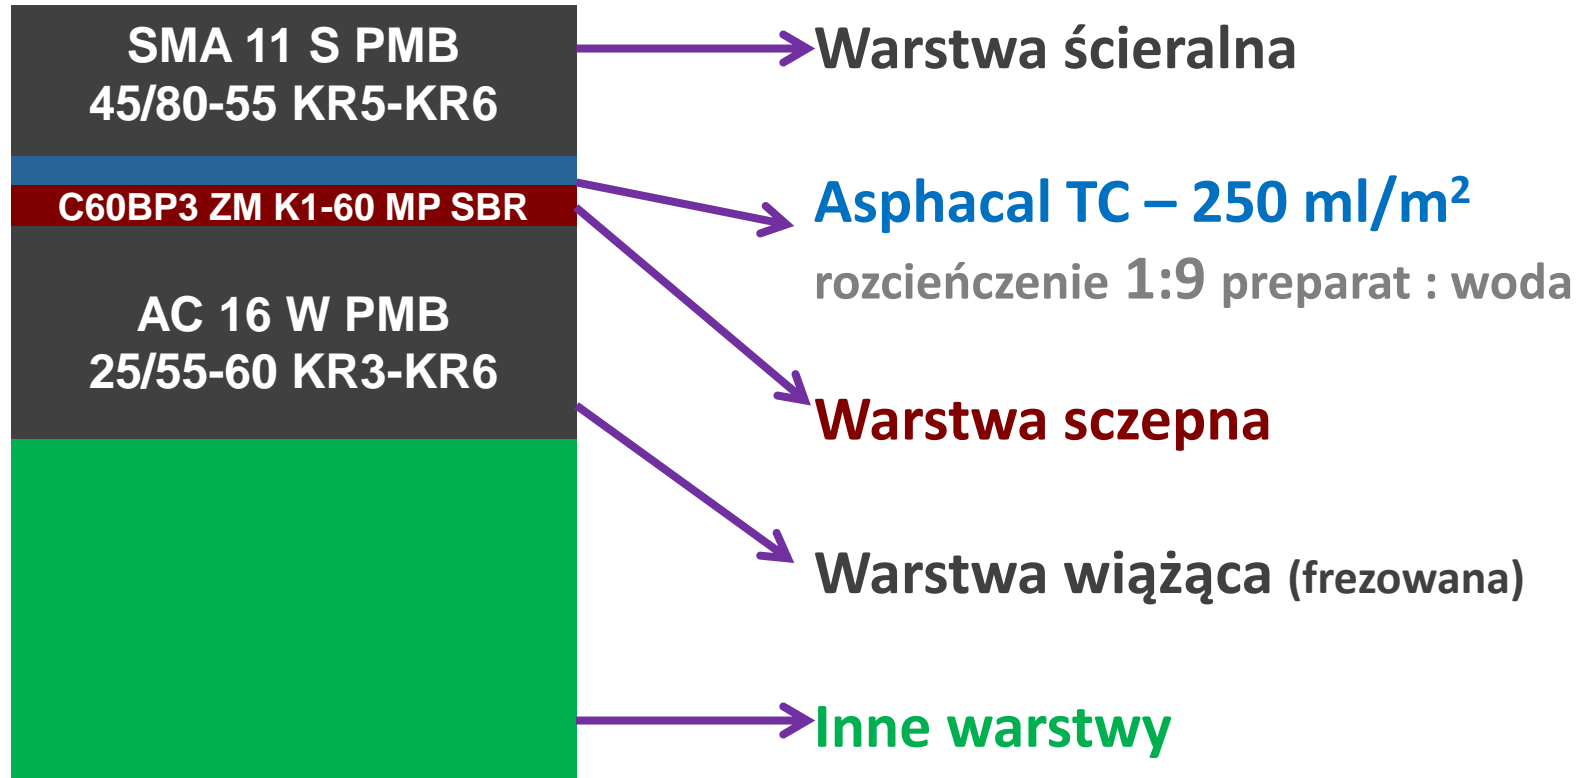 SMA 11 S PMB
45/80-55 KR5-KR6
Warstwa ścieralna
Asphacal TC – 250 ml/m²
rozcieńczenie 1:9 preparat : woda
C60BP3 ZM K1-60 MP SBR
Warstwa sczepna
AC 16 W PMB
25/55-60 KR3-KR6
Warstwa wiążąca (frezowana)
Inne warstwy